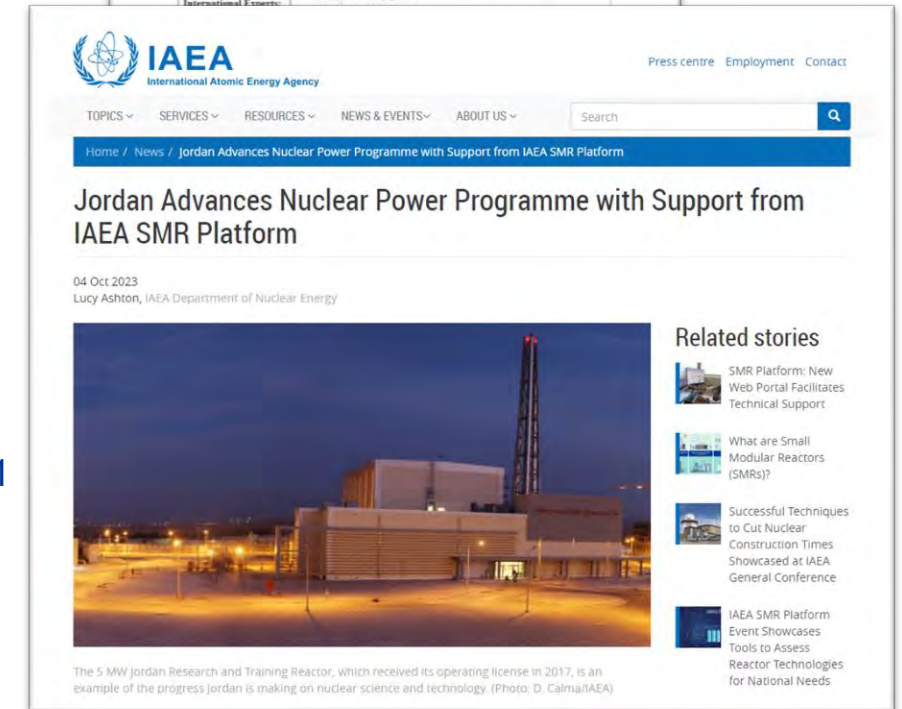 International Experts:
IAEA
International Atomic Energy Agency
Press centre Employment Contact
TOPICS SERVICES RESOURCES NEWS & EVENTS ABOUT US Search
Home / News / Jordan Advances Nuclear Power Programme with Support from IAEA SMR Platform
Jordan Advances Nuclear Power Programme with Support from
IAEA SMR Platform
04 Oct 2023
Lucy Ashton, IAEA Department of Nuclear Energy
Related stories
SMR Platform: New
Web Portal Facilitates
Technical Support
What are Small
Modular Reactors
(SMRs)?
Successful Techniques
to Cut Nuclear
Construction Times
Showcased at IAEA
General Conference
IAEA SMR Platform
Event Showcases
Tools to Assess
Reactor Technologies
for National Needs
The 5 MW Jordan Research and Training Reactor, which received its operating license in 2017, is an
example of the progress Jordan is making on nuclear science and technology. (Photo: D. Calma/IAEA)